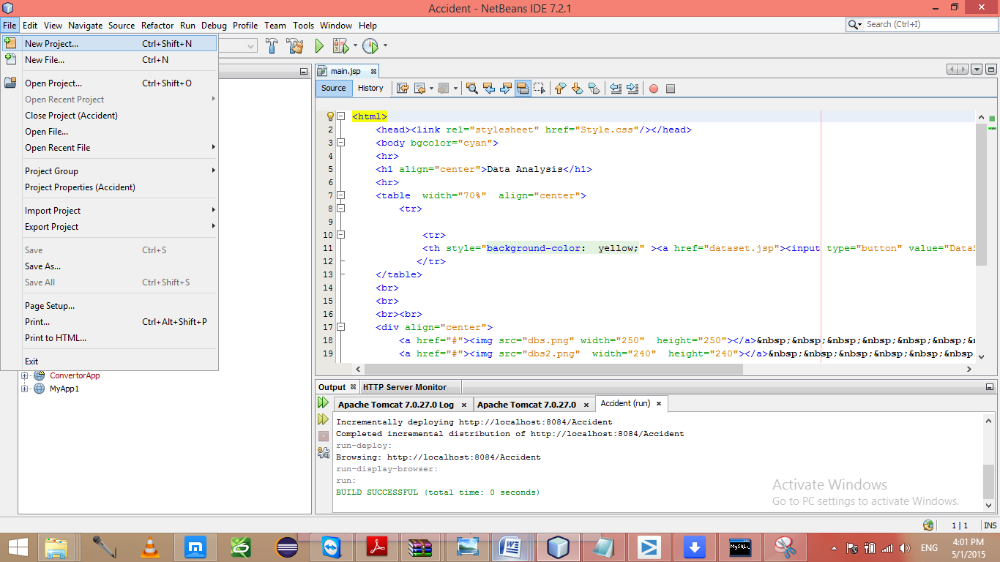 Accident - NetBeans IDE 7.2.1
File Edit View Navigate Source Refactor Run Debug Profile Team Tools Window Help
Search (Ctrl+I)
New Project... Ctrl+Shift+N
New File... Ctrl+N
Open Project... Ctrl+Shift+O
Open Recent Project
Close Project (Accident)
Open File...
Open Recent File
Project Group
Project Properties (Accident)
Import Project
Export Project
Save Ctrl+S
Save As...
Save All Ctrl+Shift+S
Page Setup...
Print... Ctrl+Alt+Shift+P
Print to HTML...
Exit
ConvertorApp
MyApp1
main.jsp
Source History
1 <html>
2 <head><link rel="stylesheet" href="Style.css"/></head>
3 <body bgcolor="cyan">
4 <hr>
5 <h1 align="center">Data Analysis</h1>
6 <hr>
7 <table  width="70%"  align="center">
8 <tr>
9
10 <tr>
11 <th style="background-color:  yellow;" ><a href="dataset.jsp"><input type="button" value="DataS
12 </tr>
13 </table>
14 <br>
15 <br>
16 <br><br>
17 <div align="center">
18 <a href="#"><img src="dbs.png" width="250"  height="250"></a>&nbsp;&nbsp;&nbsp;&nbsp;&nbsp;&n
19 <a href="#"><img src="dbs2.png"  width="240"  height="240"></a>&nbsp;&nbsp;&nbsp;&nbsp;&nbsp;
Output HTTP Server Monitor
Apache Tomcat 7.0.27.0 Log Apache Tomcat 7.0.27.0 Accident (run)
Incrementally deploying http://localhost:8084/Accident
Completed incremental distribution of http://localhost:8084/Accident
run-deploy:
Browsing: http://localhost:8084/Accident
run-display-browser:
run:
BUILD SUCCESSFUL (total time: 0 seconds)
Activate Windows
Go to PC settings to activate Windows.
1 | 1 INS
MySQL
ENG
4:01 PM
5/1/2015